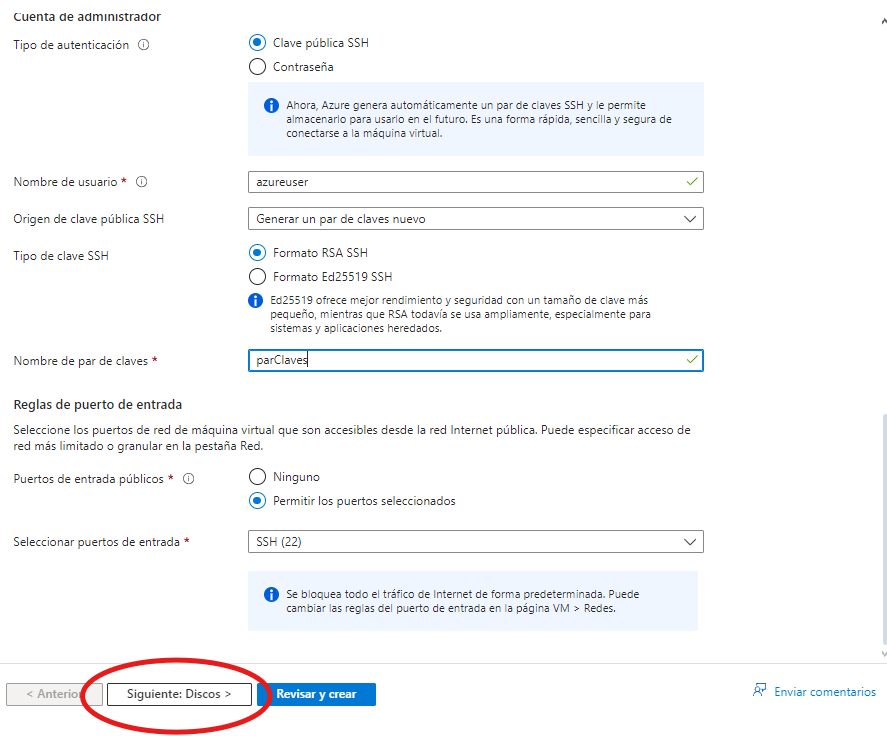 Cuenta de administrador
Tipo de autenticación
Clave pública SSH
Contraseña
Ahora, Azure genera automáticamente un par de claves SSH y le permite
almacenarlo para usarlo en el futuro. Es una forma rápida, sencilla y segura de
conectarse a la máquina virtual.
Nombre de usuario *
azureuser
Origen de clave pública SSH
Generar un par de claves nuevo
Tipo de clave SSH
Formato RSA SSH
Formato Ed25519 SSH
Ed25519 ofrece mejor rendimiento y seguridad con un tamaño de clave más
pequeño, mientras que RSA todavía se usa ampliamente, especialmente para
sistemas y aplicaciones heredados.
Nombre de par de claves *
parClaves
Reglas de puerto de entrada
Seleccione los puertos de red de máquina virtual que son accesibles desde la red Internet pública. Puede especificar acceso de
red más limitado o granular en la pestaña Red.
Puertos de entrada públicos *
Ninguno
Permitir los puertos seleccionados
Seleccionar puertos de entrada *
SSH (22)
Se bloquea todo el tráfico de Internet de forma predeterminada. Puede
cambiar las reglas del puerto de entrada en la página VM > Redes.
< Anterior
Siguiente: Discos >
Revisar y crear
Enviar comentarios